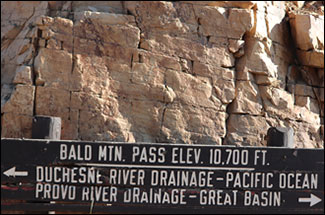 BALD MTN. PASS ELEV. 10,700 FT.
DUCHESNE RIVER DRAINAGE-PACIFIC OCEAN
PROVO RIVER DRAINAGE-GREAT BASIN